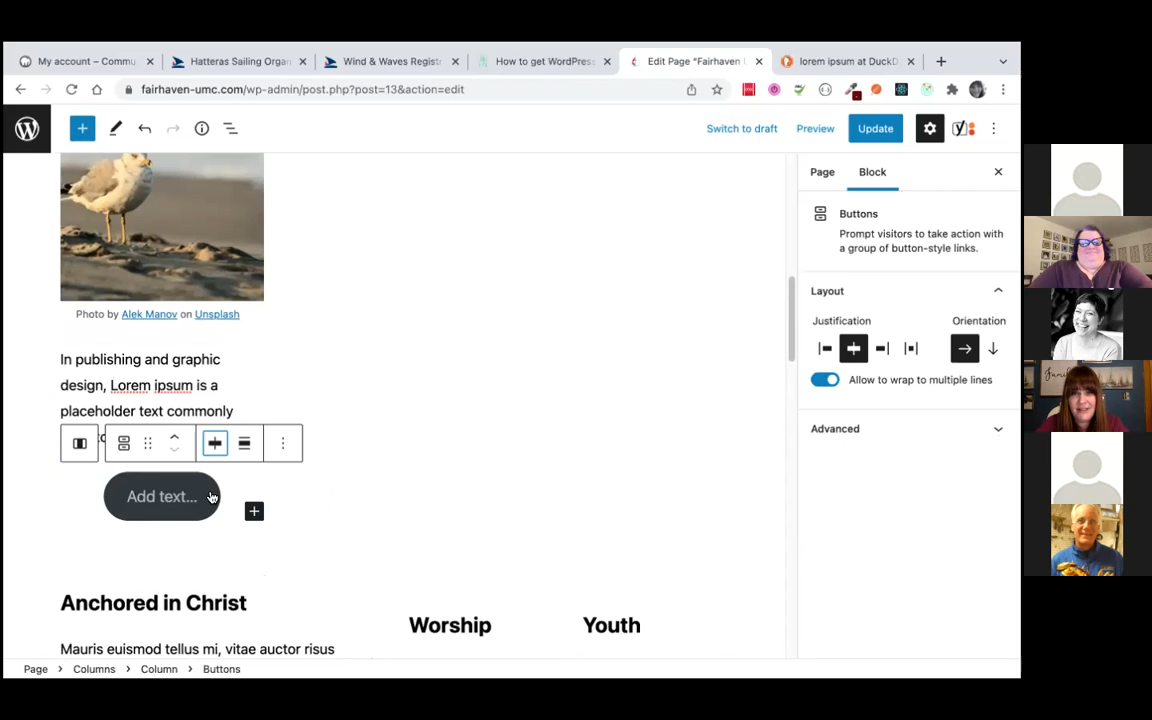 My account – Commu
Hatteras Sailing Organ
Wind & Waves Registr
How to get WordPress
Edit Page “Fairhaven
lorem ipsum at DuckD
fairhaven-umc.com/wp-admin/post.php?post=13&action=edit
Switch to draft
Preview
Update
Page
Block
Buttons
Prompt visitors to take action with
a group of button-style links.
Layout
Justification
Orientation
Allow to wrap to multiple lines
Advanced
Photo by Alek Manov on Unsplash
In publishing and graphic
design, Lorem ipsum is a
placeholder text commonly
Add text...
Anchored in Christ
Worship
Youth
Mauris euismod tellus mi, vitae auctor risus
Page > Columns > Column > Buttons